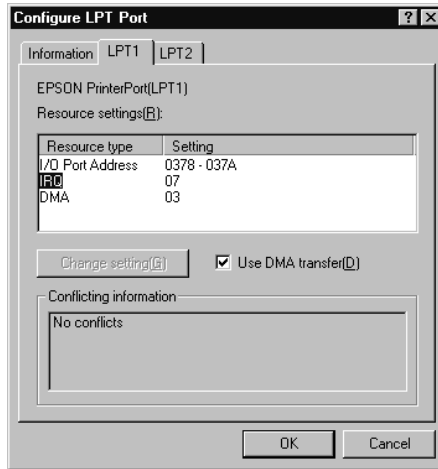 Configure LPT Port
Information LPT1 LPT2
EPSON PrinterPort(LPT1)
Resource settings(R):
Resource type Setting
I/O Port Address 0378 - 037A
IRQ 07
DMA 03
Change setting(G) Use DMA transfer(D)
Conflicting information
No conflicts
OK Cancel